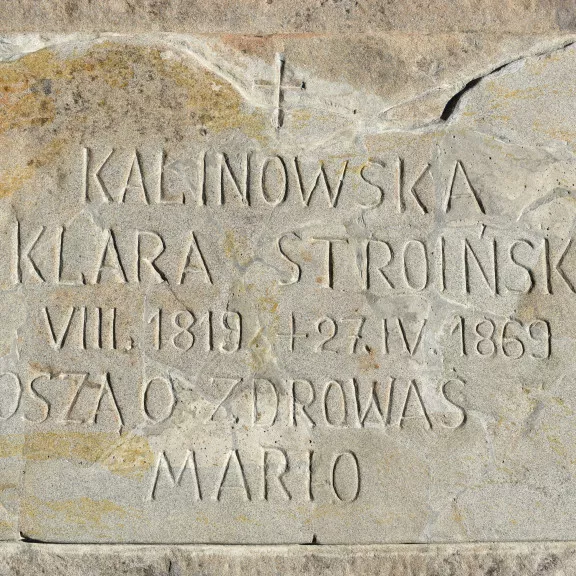 KALINOWSKA
KLARA STROIŃSK
VIII. 1819 +27.IV. 1869
OSZĄ O ZDROWAŚ
MARIO